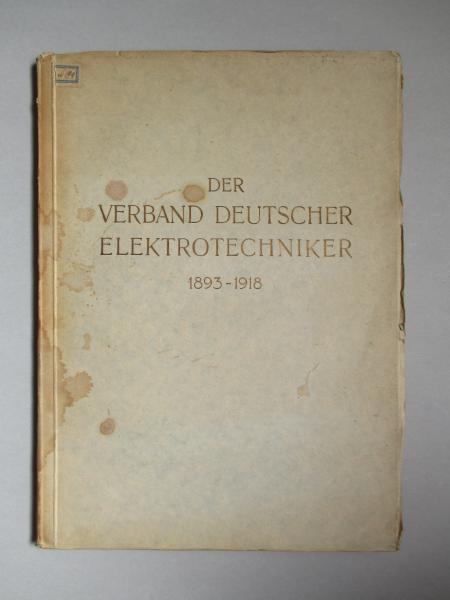 DER
VERBAND DEUTSCHER
ELEKTROTECHNIKER
1893-1918